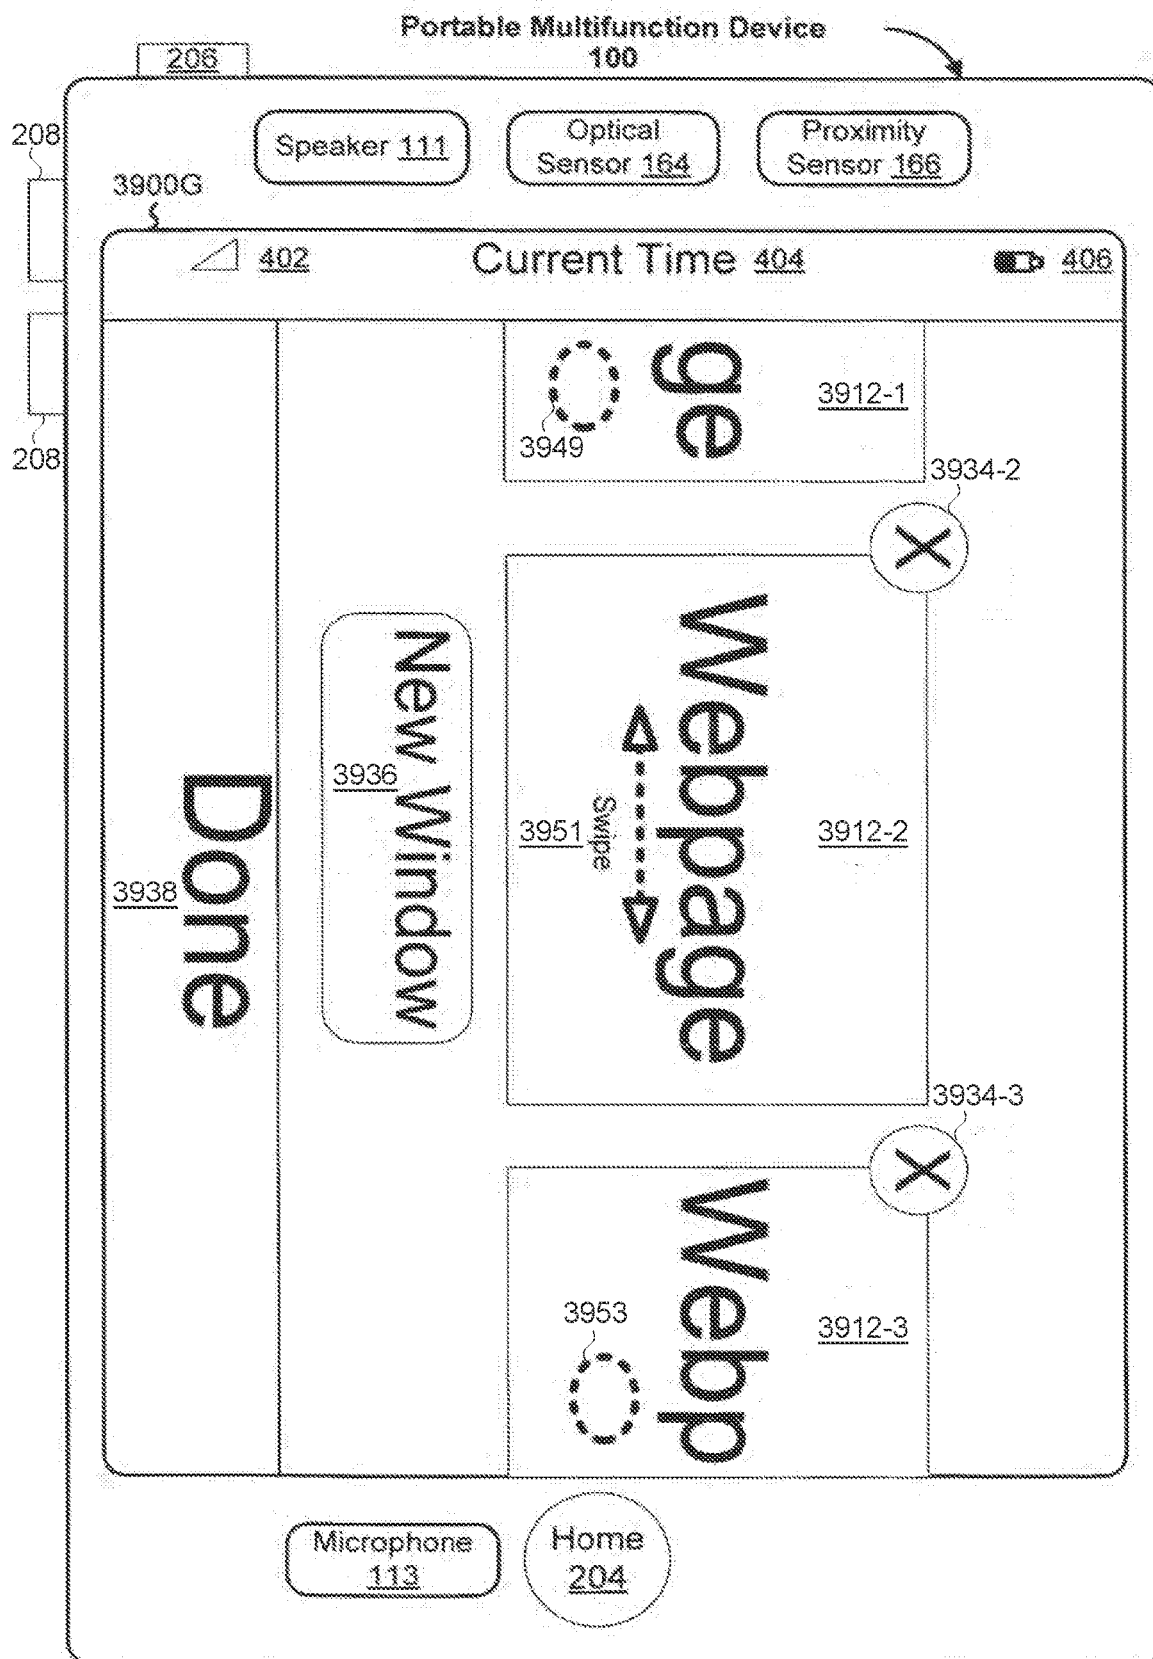 Portable Multifunction Device
100
206
208
Speaker 111
Optical
Sensor 164
Proximity
Sensor 166
3900G
402
Current Time 404
406
208
ge
3912-1
3949
3934-2
Webpage
3912-2
Swipe
3951
New Window
3936
Done
3938
3934-3
Webp
3912-3
3953
Microphone
113
Home
204